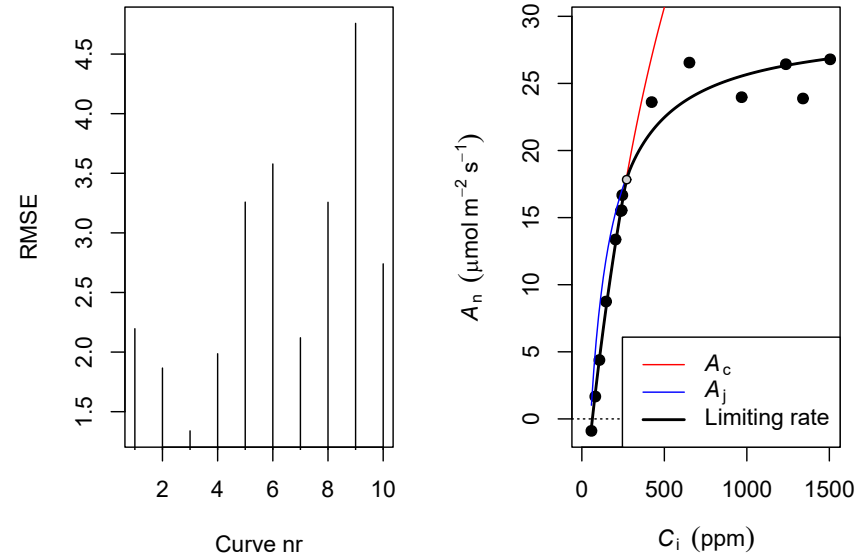 RMSE
4.5
4.0
3.5
3.0
2.5
2.0
1.5
2 4 6 8 10
Curve nr
Aₙ (μmol m⁻² s⁻¹)
30
25
20
15
10
5
0
A_c
A_j
Limiting rate
0 500 1000 1500
Cᵢ (ppm)